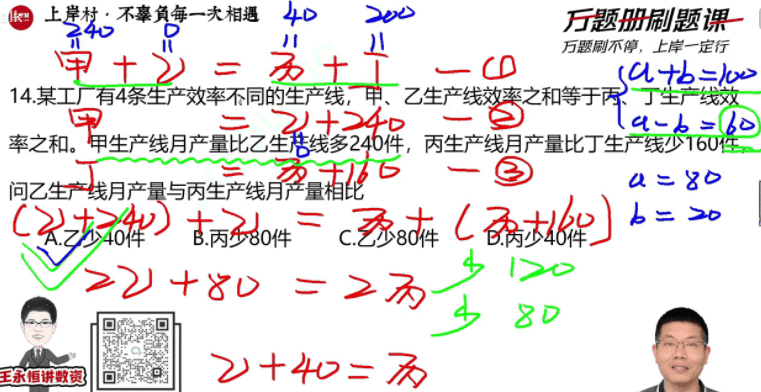 上岸村·不辜負每一次相遇
万题册刷题课
万题刷不停，上岸一定行
240 0 40 200
甲+乙=丙+丁 —①
a+b=100
14.某工厂有4条生产效率不同的生产线，甲、乙生产线效率之和等于丙、丁生产线效
甲 =乙+240 —②
a-b=60
率之和。甲生产线月产量比乙生产线多240件，丙生产线月产量比丁生产线少160件，
0
丁 =丙+160 —③
a=80
问乙生产线月产量与丙生产线月产量相比
b=20
(乙+240)+乙=丙+(丙+160)
A.乙少40件 B.丙少80件 C.乙少80件 D.丙少40件
2乙+80=2丙
少 120
少 80
乙+40=丙
王永恒讲数资